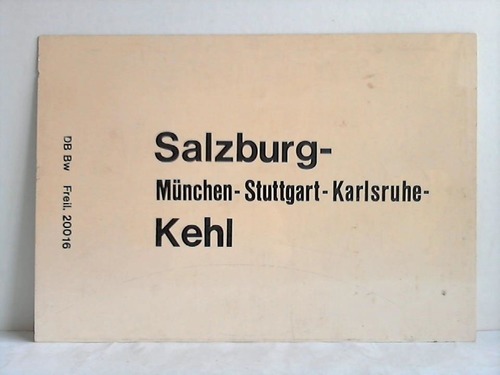 Salzburg-
München-Stuttgart-Karlsruhe-
Kehl
DB Bw Freil. 20016